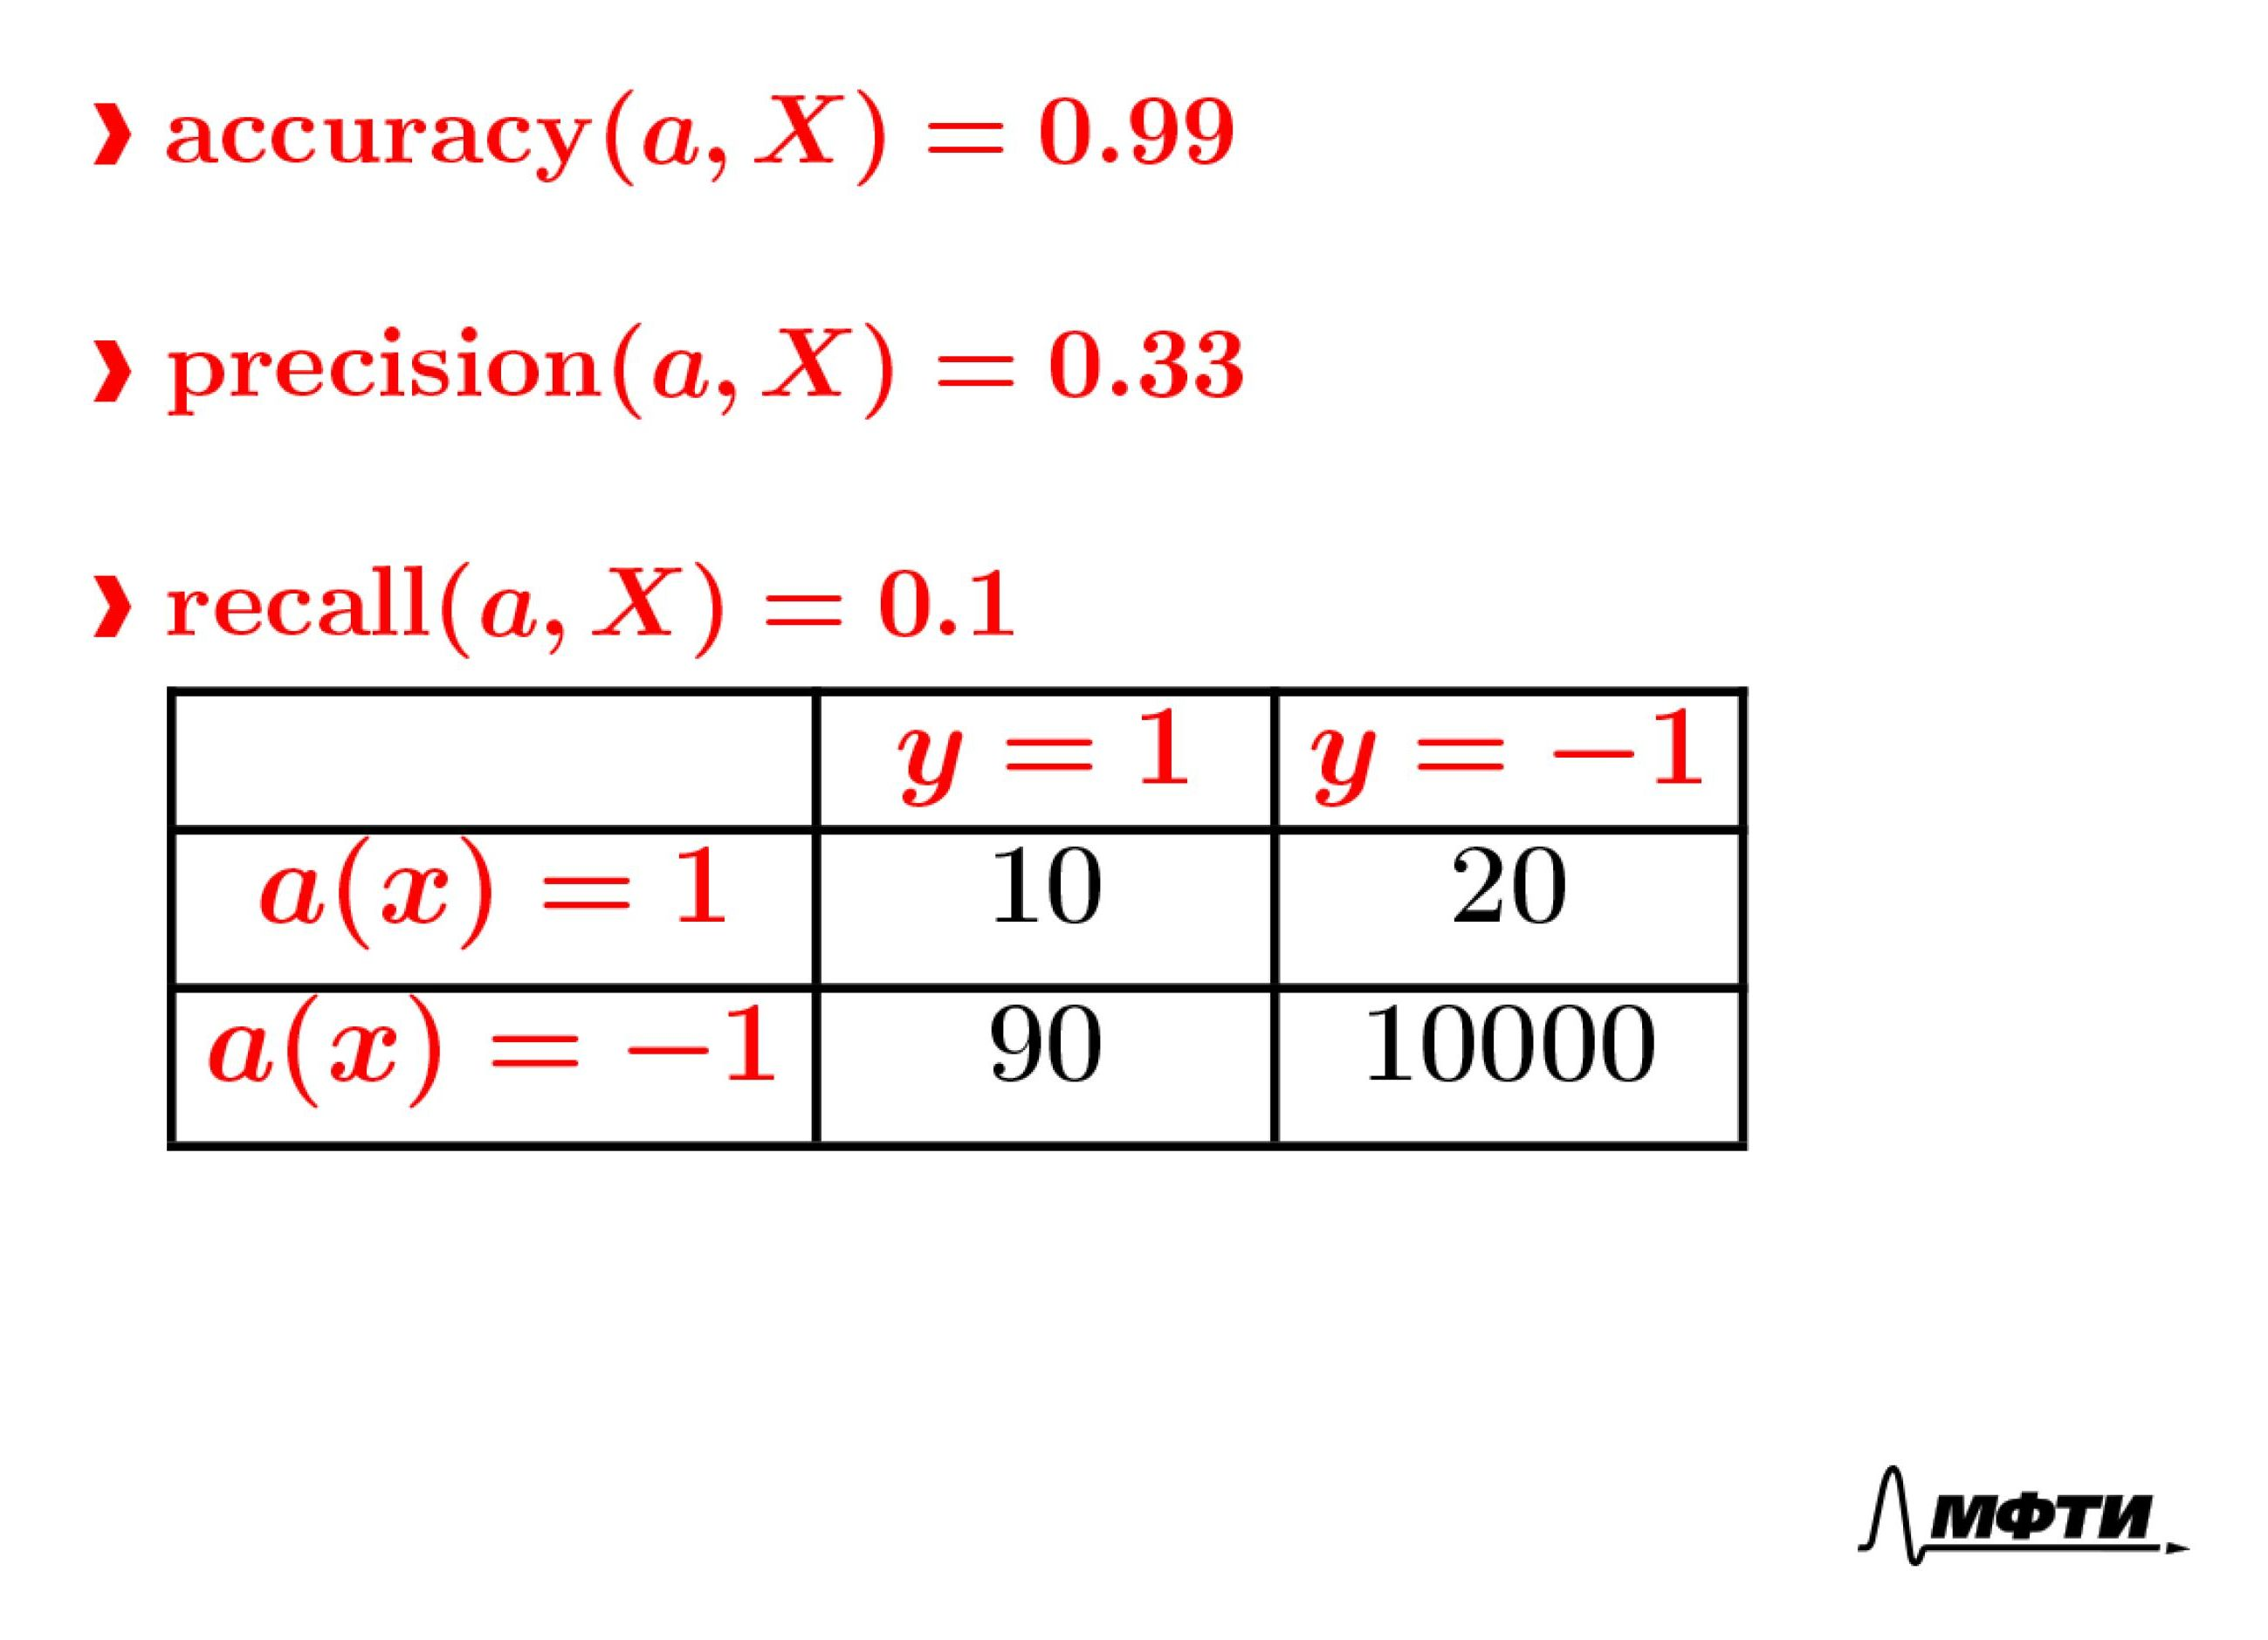 ❯ accuracy(a, X) = 0.99
❯ precision(a, X) = 0.33
❯ recall(a, X) = 0.1
y = 1 y = −1
a(x) = 1 10 20
a(x) = −1 90 10000
МФТИ